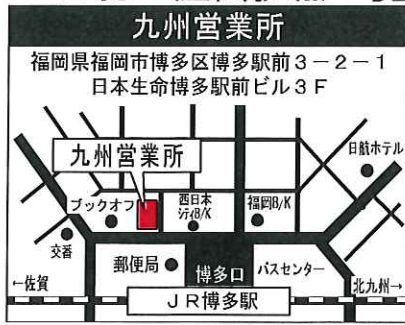 九州営業所
福岡県福岡市博多区博多駅前3－2－1
日本生命博多駅前ビル3F
九州営業所
日航ホテル
ブックオフ
西日本
シティB/K
福岡B/K
交番
郵便局
博多口
バスセンター
←佐賀
北九州→
JR博多駅